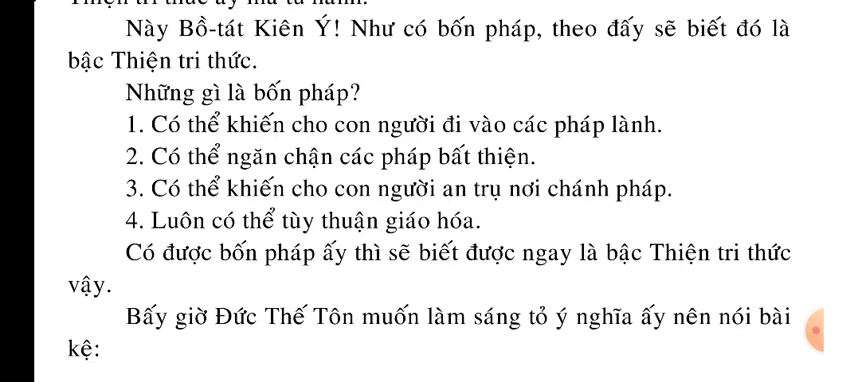 Này Bồ-tát Kiên Ý! Như có bốn pháp, theo đấy sẽ biết đó là
bậc Thiện tri thức.
Những gì là bốn pháp?
1. Có thể khiến cho con người đi vào các pháp lành.
2. Có thể ngăn chận các pháp bất thiện.
3. Có thể khiến cho con người an trụ nơi chánh pháp.
4. Luôn có thể tùy thuận giáo hóa.
Có được bốn pháp ấy thì sẽ biết được ngay là bậc Thiện tri thức
vậy.
Bấy giờ Đức Thế Tôn muốn làm sáng tỏ ý nghĩa ấy nên nói bài
kệ: